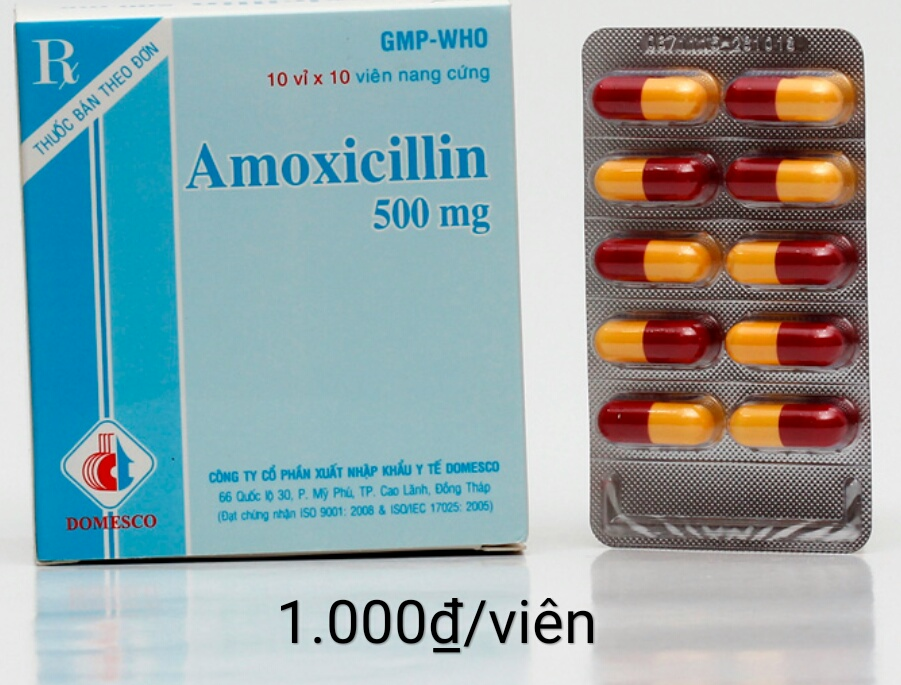 Rx
THUỐC BÁN THEO ĐƠN
GMP-WHO
10 vỉ x 10 viên nang cứng
Amoxicillin
500 mg
CÔNG TY CỔ PHẦN XUẤT NHẬP KHẨU Y TẾ DOMESCO
66 Quốc lộ 30, P. Mỹ Phú, TP. Cao Lãnh, Đồng Tháp
(Đạt chứng nhận ISO 9001: 2008 & ISO/IEC 17025: 2005)
DOMESCO
1.000₫/viên